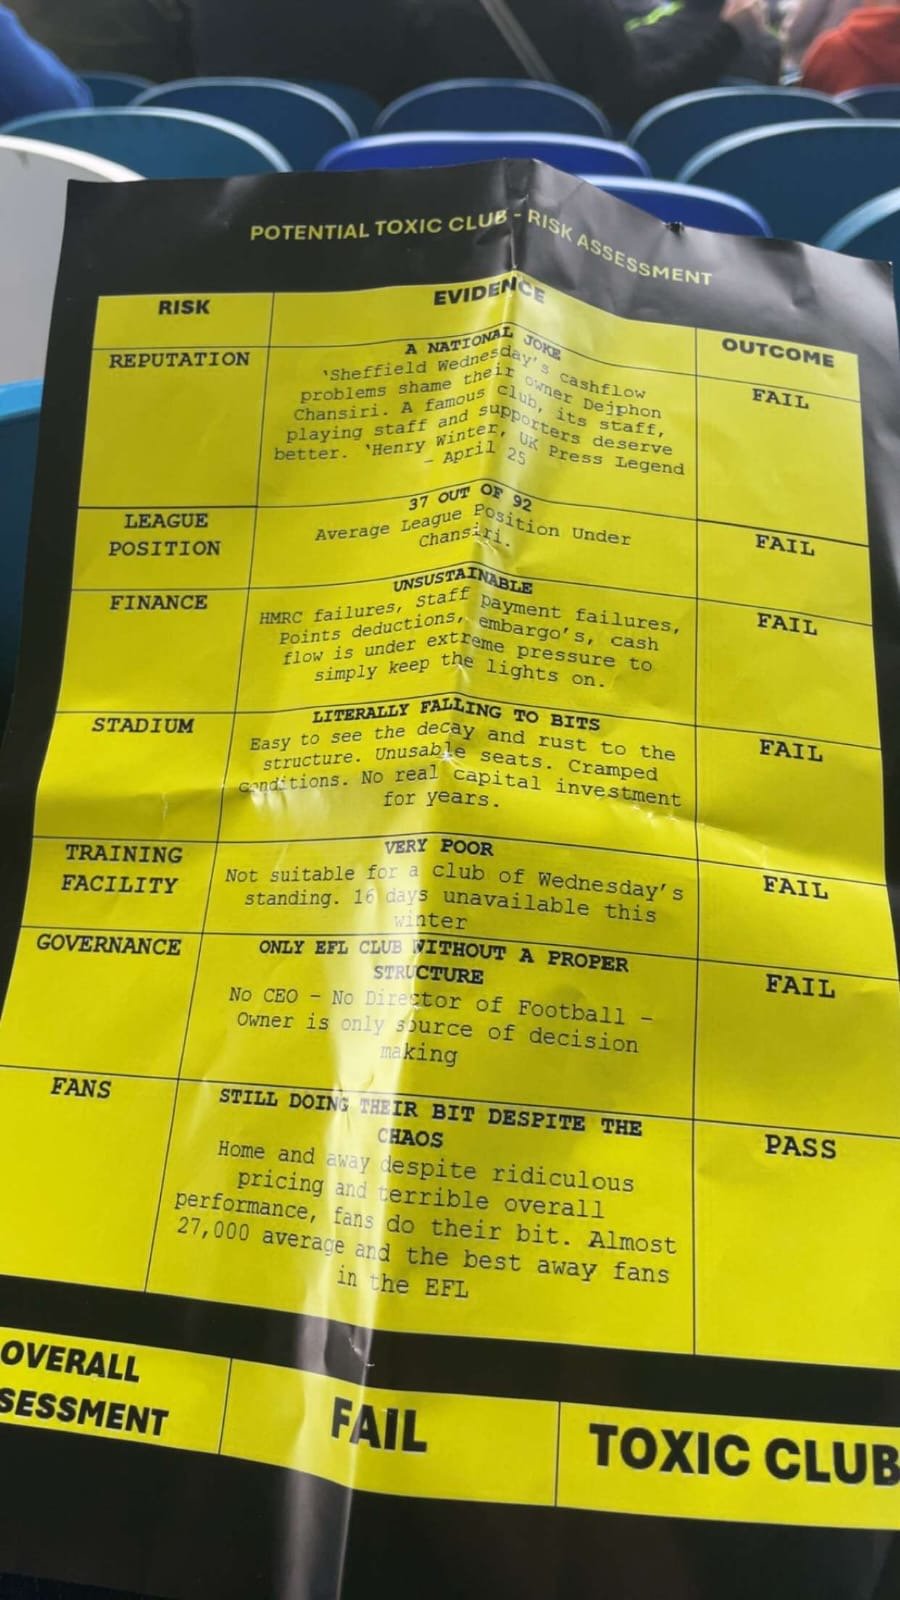 POTENTIAL TOXIC CLUB - RISK ASSESSMENT
RISK
EVIDENCE
OUTCOME
REPUTATION
A NATIONAL JOKE
'Sheffield Wednesday's cashflow
problems shame their owner Dejphon
Chansiri. A famous club, its staff,
playing staff and supporters deserve
better. 'Henry Winter, UK Press Legend
- April 25
FAIL
LEAGUE
POSITION
37 OUT OF 92
Average League Position Under
Chansiri.
FAIL
FINANCE
UNSUSTAINABLE
HMRC failures, Staff payment failures,
Points deductions, embargo's, cash
flow is under extreme pressure to
simply keep the lights on.
FAIL
STADIUM
LITERALLY FALLING TO BITS
Easy to see the decay and rust to the
structure. Unusable seats. Cramped
conditions. No real capital investment
for years.
FAIL
TRAINING
FACILITY
VERY POOR
Not suitable for a club of Wednesday's
standing. 16 days unavailable this
winter
FAIL
GOVERNANCE
ONLY EFL CLUB WITHOUT A PROPER
STRUCTURE
No CEO – No Director of Football –
Owner is only source of decision
making
FAIL
FANS
STILL DOING THEIR BIT DESPITE THE
CHAOS
Home and away despite ridiculous
pricing and terrible overall
performance, fans do their bit. Almost
27,000 average and the best away fans
in the EFL
PASS
OVERALL
SESSMENT
FAIL
TOXIC CLUB